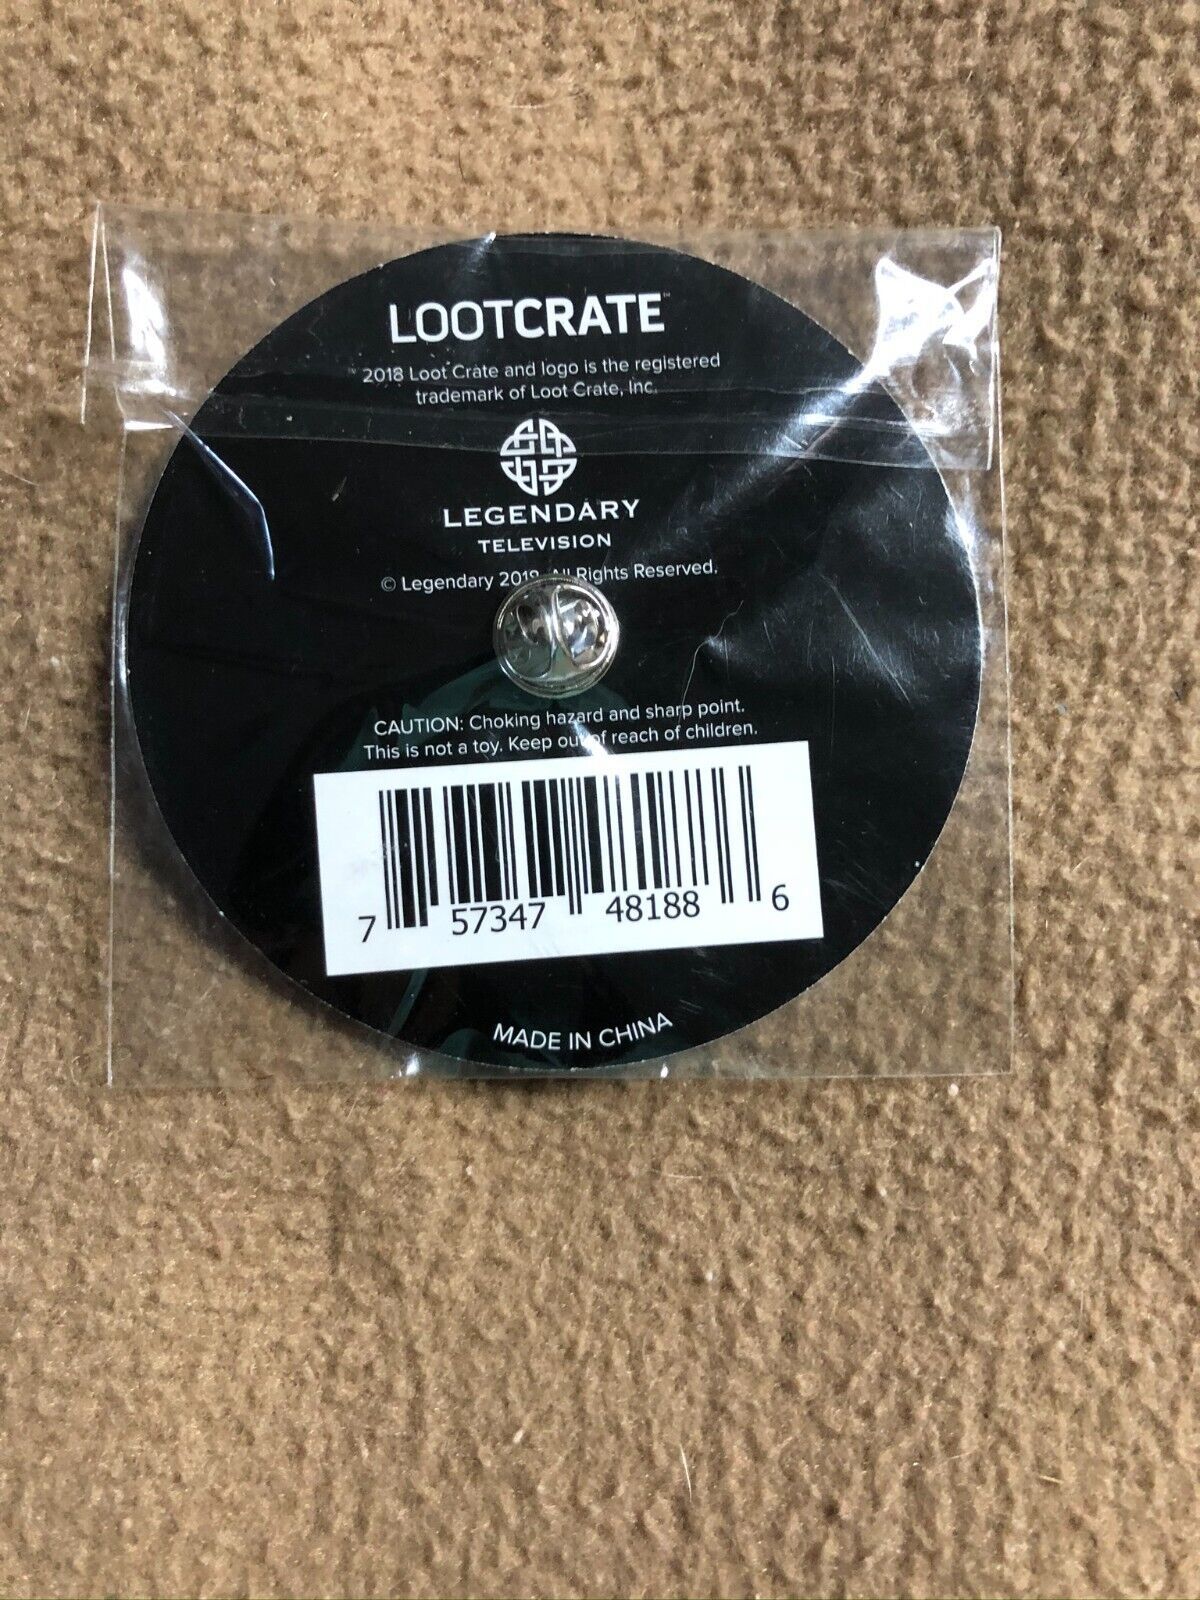 LOOTCRATE™
2018 Loot Crate and logo is the registered
trademark of Loot Crate, Inc.
LEGENDARY
TELEVISION
© Legendary 2018. All Rights Reserved.
CAUTION: Choking hazard and sharp point.
This is not a toy. Keep out of reach of children.
7 57347 48188 6
MADE IN CHINA